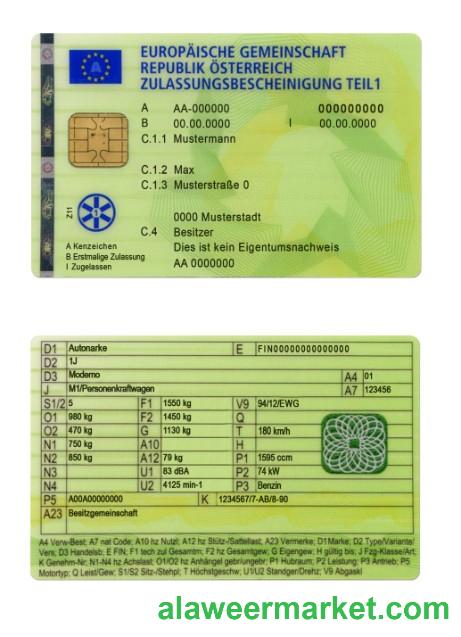 EUROPÄISCHE GEMEINSCHAFT
REPUBLIK ÖSTERREICH
ZULASSUNGSBESCHEINIGUNG TEIL1
A
A AA-000000 000000000
B 00.00.0000 I 00.00.0000
C.1.1 Mustermann
C.1.2 Max
C.1.3 Musterstraße 0
Z11 1
0000 Musterstadt
C.4 Besitzer
Dies ist kein Eigentumsnachweis
AA 0000000
A Kenzeichen
B Erstmalige Zulassung
I Zugelassen
D1 Autonarke E FIN00000000000000
D2 1J
D3 Moderno A4 01
J M1/Personenkraftwagen A7 123456
S1/2 5 F1 1550 kg V9 94/12/EWG
O1 980 kg F2 1450 kg Q
O2 470 kg G 1130 kg T 180 km/h
N1 750 kg A10 H
N2 850 kg A12 79 kg P1 1595 ccm
N3 U1 83 dBA P2 74 kW
N4 U2 4125 min-1 P3 Benzin
P5 A00A00000000 K 1234567/7-AB/8-90
A23 Besitzgemeinschaft
A4 Verw-Best; A7 nat Code; A10 hz Nutzl; A12 hz Stütz-/Sattellast; A23 Vermerke; D1Marke; D2 Type/Variante/
Vers; D3 Handelsb; E FIN; F1 tech zul Gesamtm; F2 hz Gesamtgew; G Eigengew; H gültig bis; J Fzg-Klasse/Art;
K Genehm-Nr; N1-N4 hz Achslast; O1/O2 hz Anhängel gebr/ungebr; P1 Hubraum; P2 Leistung; P3 Antrieb; P5
Motortyp; Q Leist/Gew; S1/S2 Sitz-/Stehpl; T Höchstgeschw; U1/U2 Standger/Drehz; V9 Abgaskl
alaweermarket.com